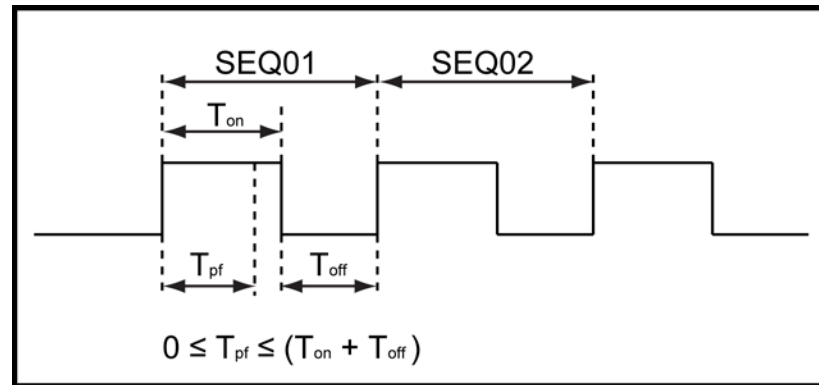 SEQ01 SEQ02
Ton
Tpf Toff
0 ≤ Tpf ≤ (Ton + Toff)